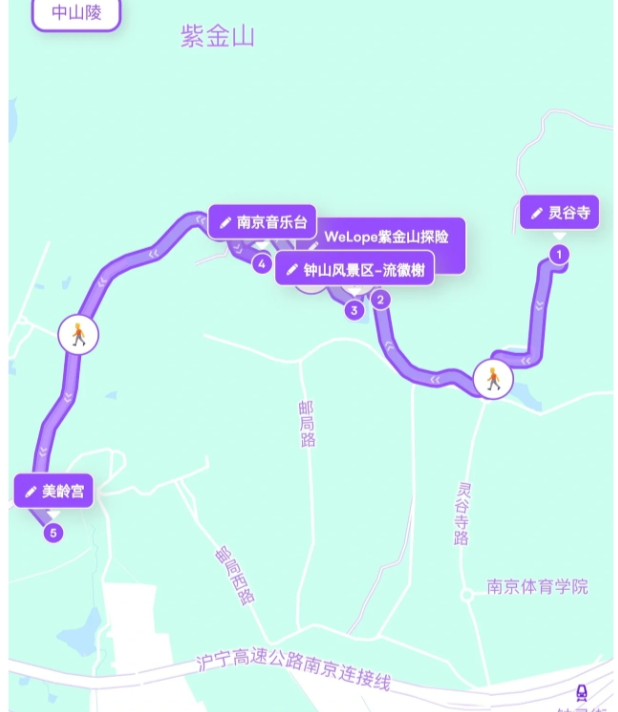 中山陵
紫金山
灵谷寺
1
南京音乐台
WeLope紫金山探险
4
钟山风景区-流徽榭
3
2
邮局路
美龄宫
5
灵谷寺路
邮局西路
南京体育学院
沪宁高速公路南京连接线